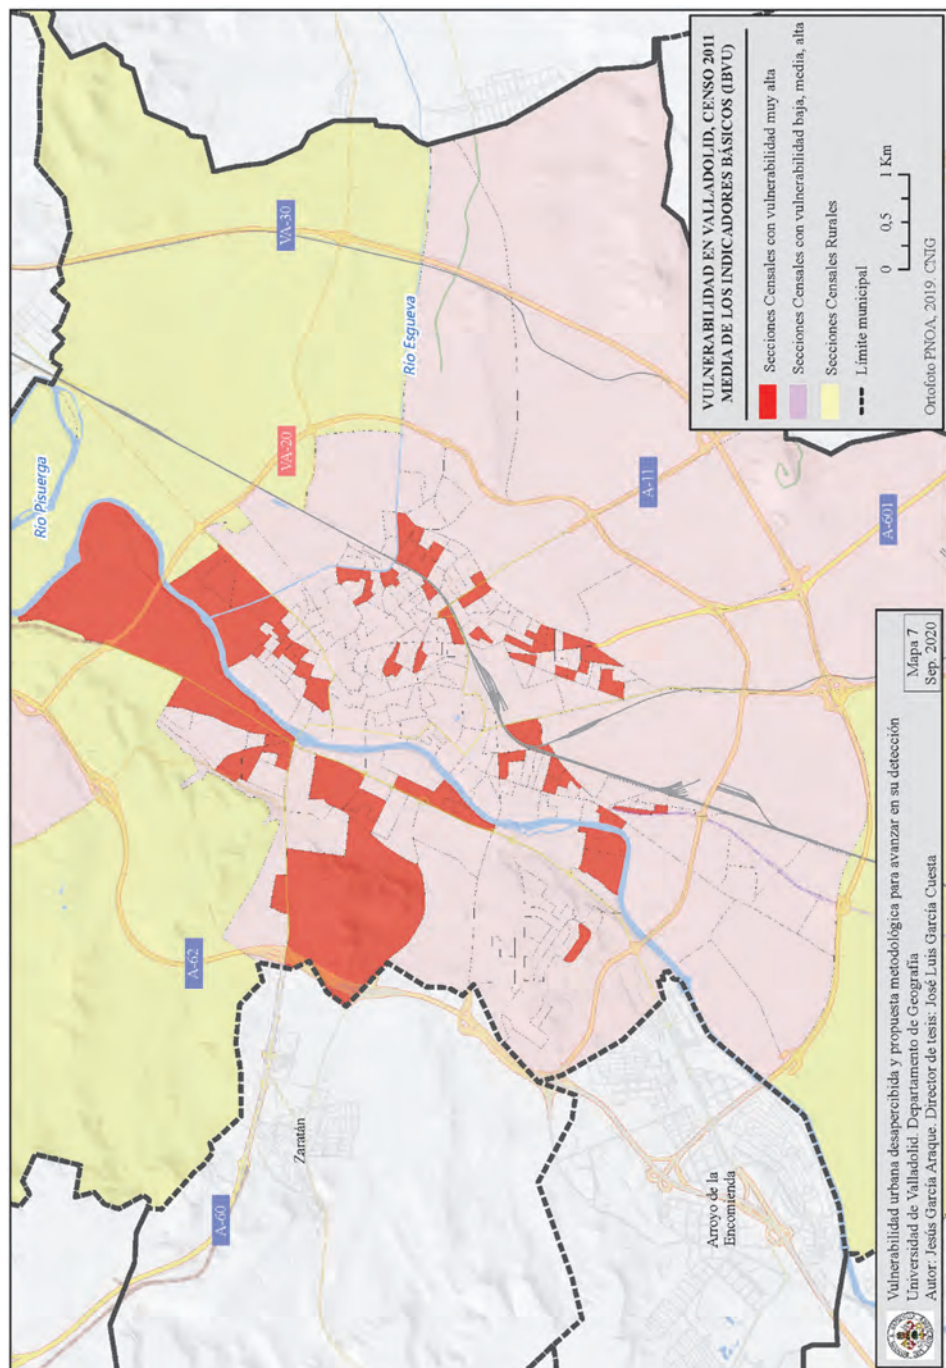 Río Pisuerga
VA-30
VA-20
Río Esgueva
A-62
A-60
Zaratán
A-11
A-601
Arroyo de la
Encomienda
VULNERABILIDAD EN VALLADOLID, CENSO 2011
MEDIA DE LOS INDICADORES BÁSICOS (IBVU)
Secciones Censales con vulnerabilidad muy alta
Secciones Censales con vulnerabilidad baja, media, alta
Secciones Censales Rurales
Límite municipal
0 0,5 1 Km
Ortofoto PNOA, 2019. CNIG
Vulnerabilidad urbana desapercibida y propuesta metodológica para avanzar en su detección
Universidad de Valladolid. Departamento de Geografía
Autor: Jesús García Araque. Director de tesis: José Luis García Cuesta
Mapa 7
Sep. 2020